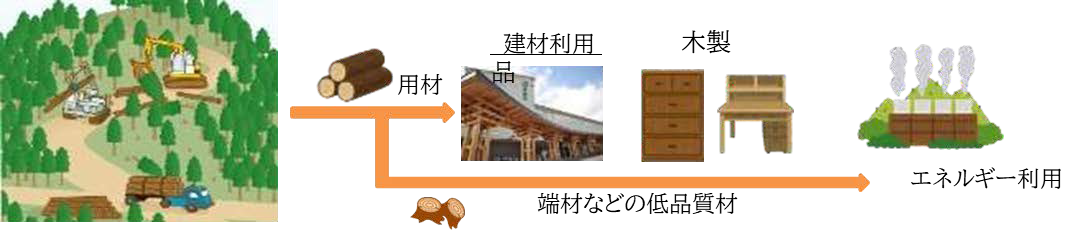 建材利用
木製
品
用材
エネルギー利用
端材などの低品質材